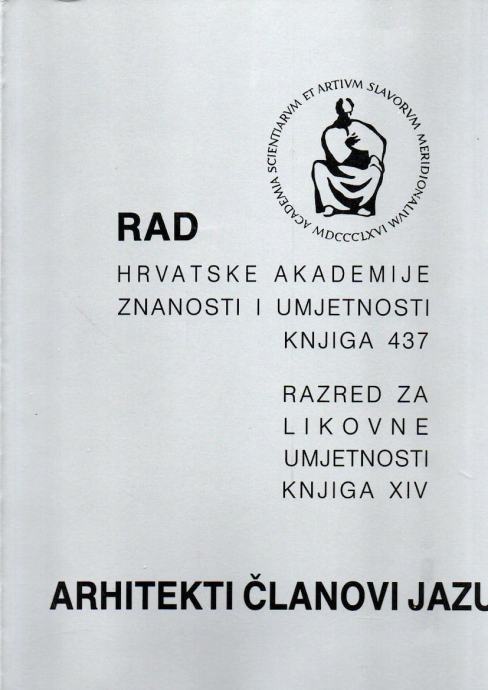 ACADEMIA SCIENTIARVM ET ARTIVM SLAVORVM MERIDIONALIVM
MDCCCLXVI
RAD
HRVATSKE AKADEMIJE
ZNANOSTI I UMJETNOSTI
KNJIGA 437
RAZRED ZA
LIKOVNE
UMJETNOSTI
KNJIGA XIV
ARHITEKTI ČLANOVI JAZU